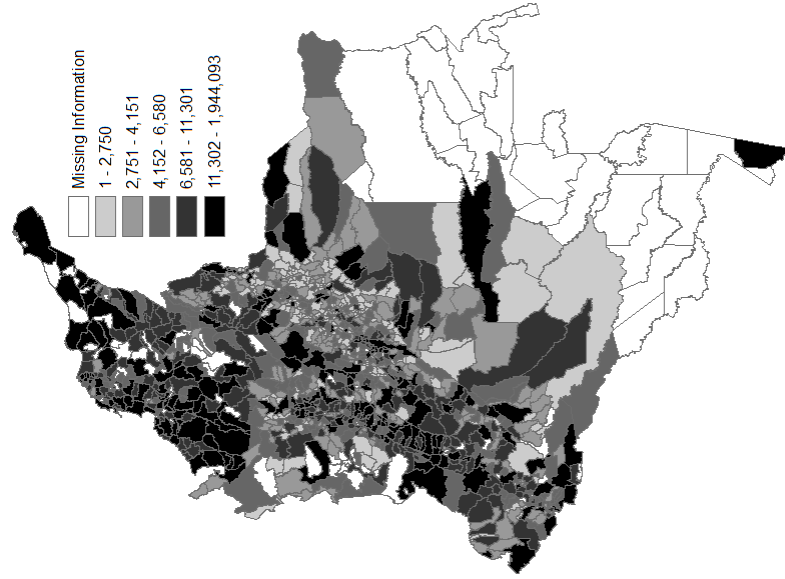 Missing Information
1 - 2,750
2,751 - 4,151
4,152 - 6,580
6,581 - 11,301
11,302 - 1,944,093